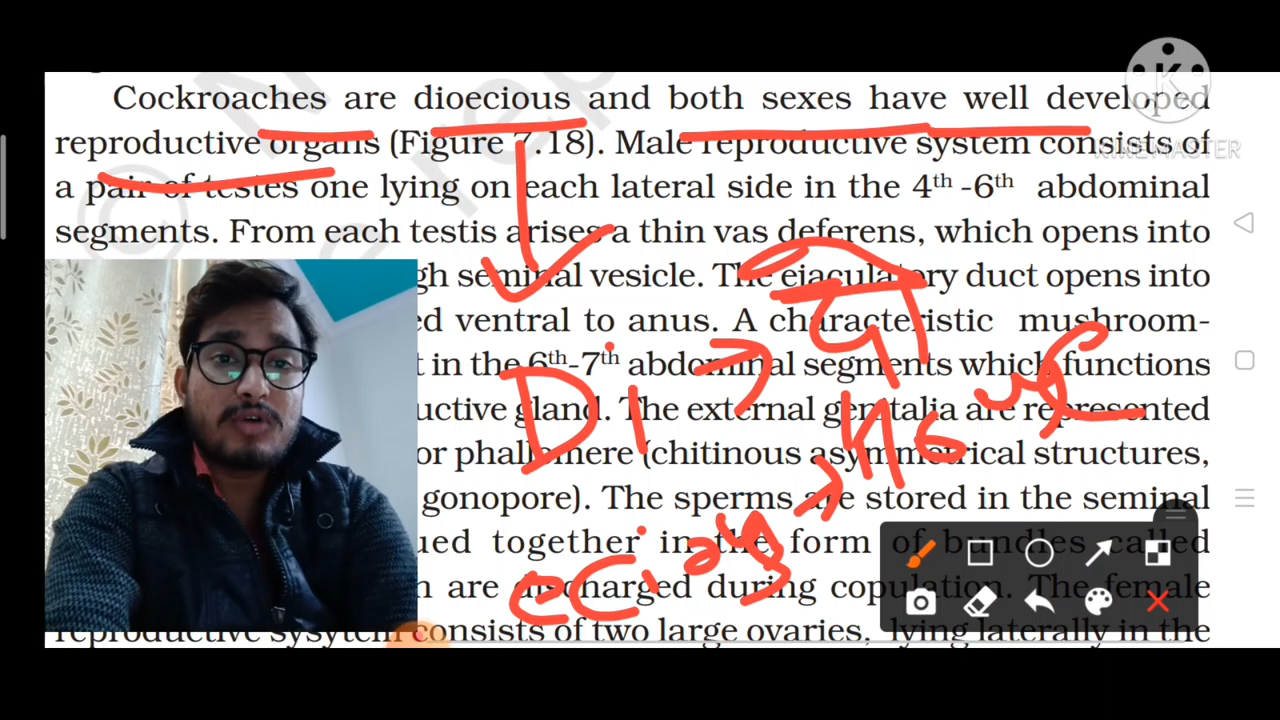 Cockroaches are dioecious and both sexes have well developed
reproductive organs (Figure 7.18). Male reproductive system consists of
a pair of testes one lying on each lateral side in the 4th -6th abdominal
segments. From each testis arises a thin vas deferens, which opens into
gh seminal vesicle. The ejaculatory duct opens into
ed ventral to anus. A characteristic mushroom-
t in the 6th-7th abdominal segments which functions
uctive gland. The external genitalia are represented
or phallomere (chitinous asymmetrical structures,
gonopore). The sperms are stored in the seminal
ued together in the form of bundles called
n are discharged during copulation. The female
reproductive sysytem consists of two large ovaries, lying laterally in the
Di
ecious
K
KINEMASTER